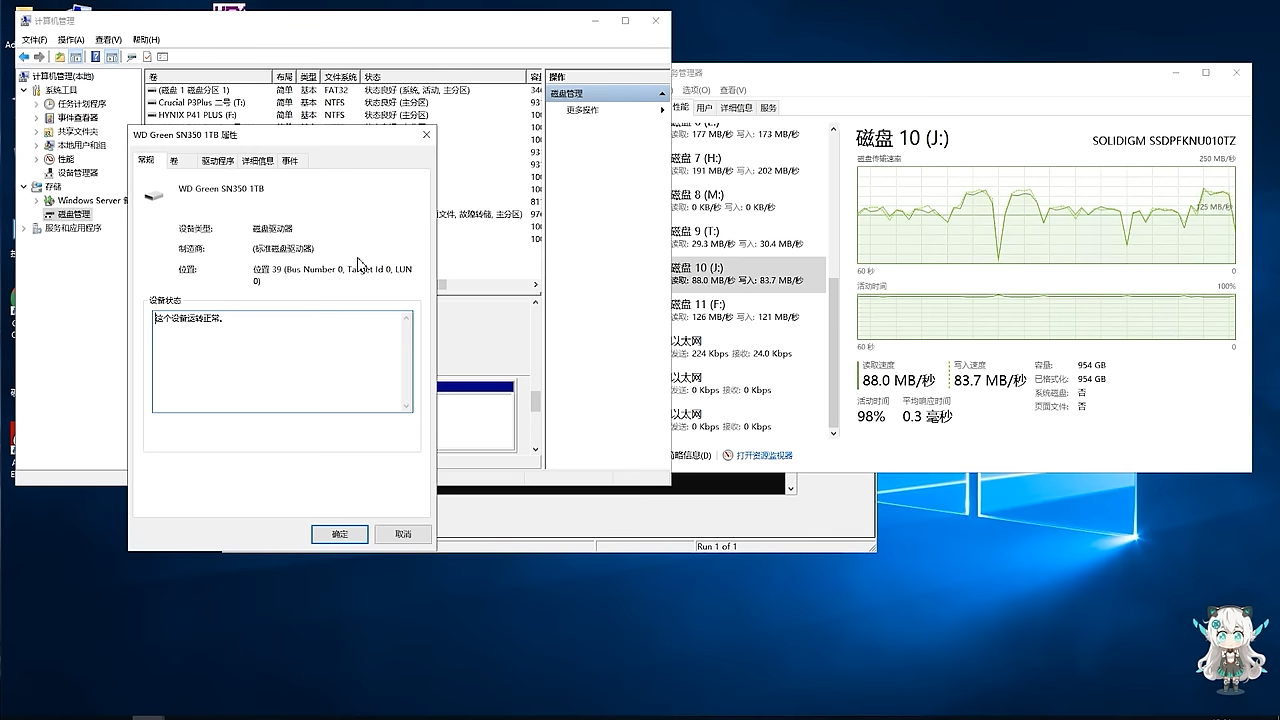 计算机管理
文件(F) 操作(A) 查看(V) 帮助(H)
计算机管理(本地)
系统工具
任务计划程序
事件查看器
共享文件夹
本地用户和组
性能
设备管理器
存储
Windows Server
磁盘管理
服务和应用程序
卷 布局 类型 文件系统 状态
(磁盘 1 磁盘分区 1) 简单 基本 FAT32 状态良好 (系统, 活动, 主分区)
Crucial P3Plus 二号 (T:) 简单 基本 NTFS 状态良好 (主分区)
HYNIX P41 PLUS (F:) 简单 基本 NTFS 状态良好 (主分区)
文件, 故障转储, 主分区)
操作
磁盘管理
更多操作
WD Green SN350 1TB 属性
常规 卷 驱动程序 详细信息 事件
WD Green SN350 1TB
设备类型: 磁盘驱动器
制造商: (标准磁盘驱动器)
位置: 位置 39 (Bus Number 0, Target Id 0, LUN
0)
设备状态
这个设备运转正常。
确定 取消
Run 1 of 1
管理器
选项(O) 查看(V)
性能 用户 详细信息 服务
读取: 177 MB/秒 写入: 173 MB/秒
磁盘 7 (H:)
读取: 191 MB/秒 写入: 202 MB/秒
磁盘 8 (M:)
读取: 0 KB/秒 写入: 0 KB/秒
磁盘 9 (T:)
读取: 29.3 MB/秒 写入: 30.4 MB/秒
磁盘 10 (J:)
读取: 88.0 MB/秒 写入: 83.7 MB/秒
磁盘 11 (F:)
读取: 126 MB/秒 写入: 121 MB/秒
以太网
发送: 224 Kbps 接收: 24.0 Kbps
以太网
发送: 0 Kbps 接收: 0 Kbps
以太网
发送: 0 Kbps 接收: 0 Kbps
简略信息(D) 打开资源监视器
磁盘 10 (J:) SOLIDIGM SSDPFKNU010TZ
磁盘传输速率 250 MB/秒
125 MB/秒
60 秒 0
活动时间 100%
60 秒 0
读取速度 写入速度
88.0 MB/秒 83.7 MB/秒
活动时间 平均响应时间
98% 0.3 毫秒
容量: 954 GB
已格式化: 954 GB
系统磁盘: 否
页面文件: 否